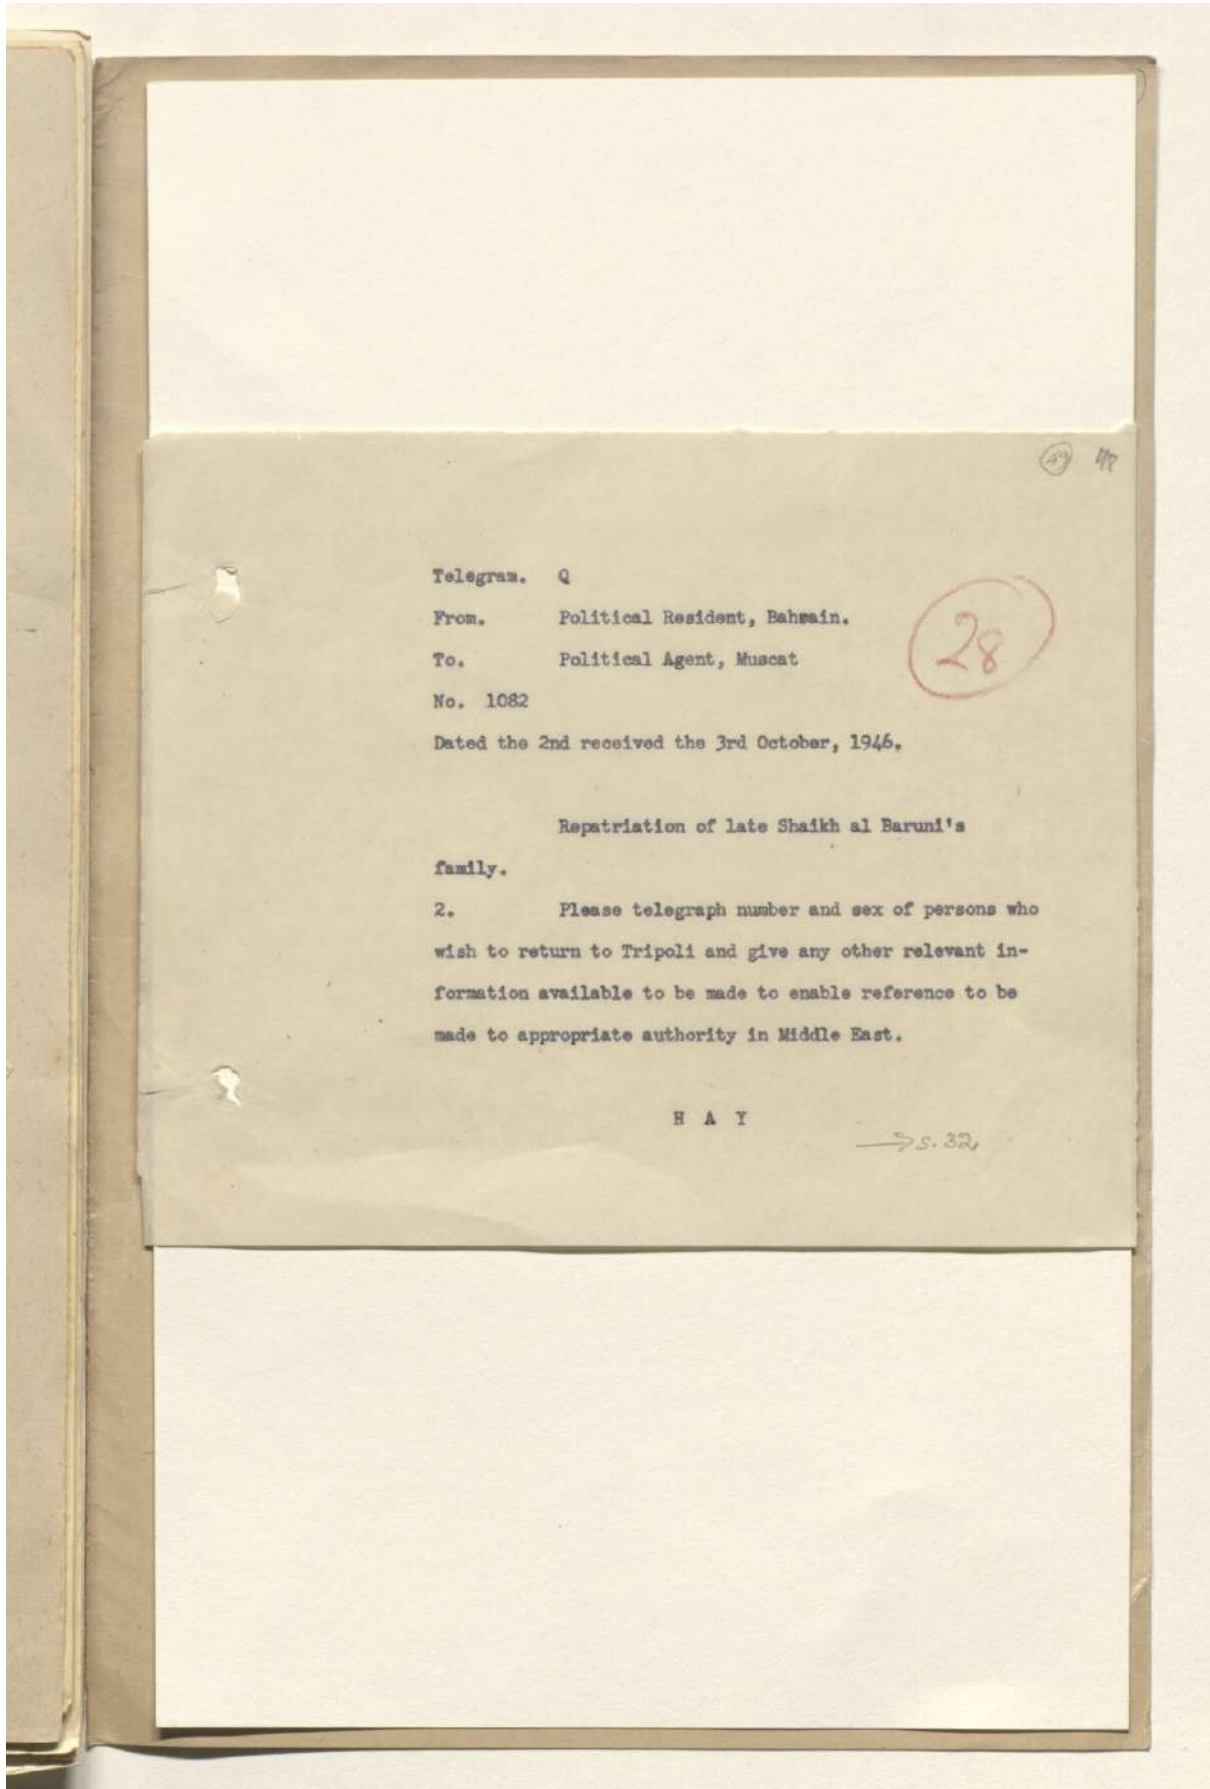 49
Telegram. Q
From. Political Resident, Bahrain.
28
To. Political Agent, Muscat
No. 1082
Dated the 2nd received the 3rd October, 1946.
Repatriation of late Shaikh al Baruni's
family.
2. Please telegraph number and sex of persons who
wish to return to Tripoli and give any other relevant in-
formation available to be made to enable reference to be
made to appropriate authority in Middle East.
H A Y
→ s. 32